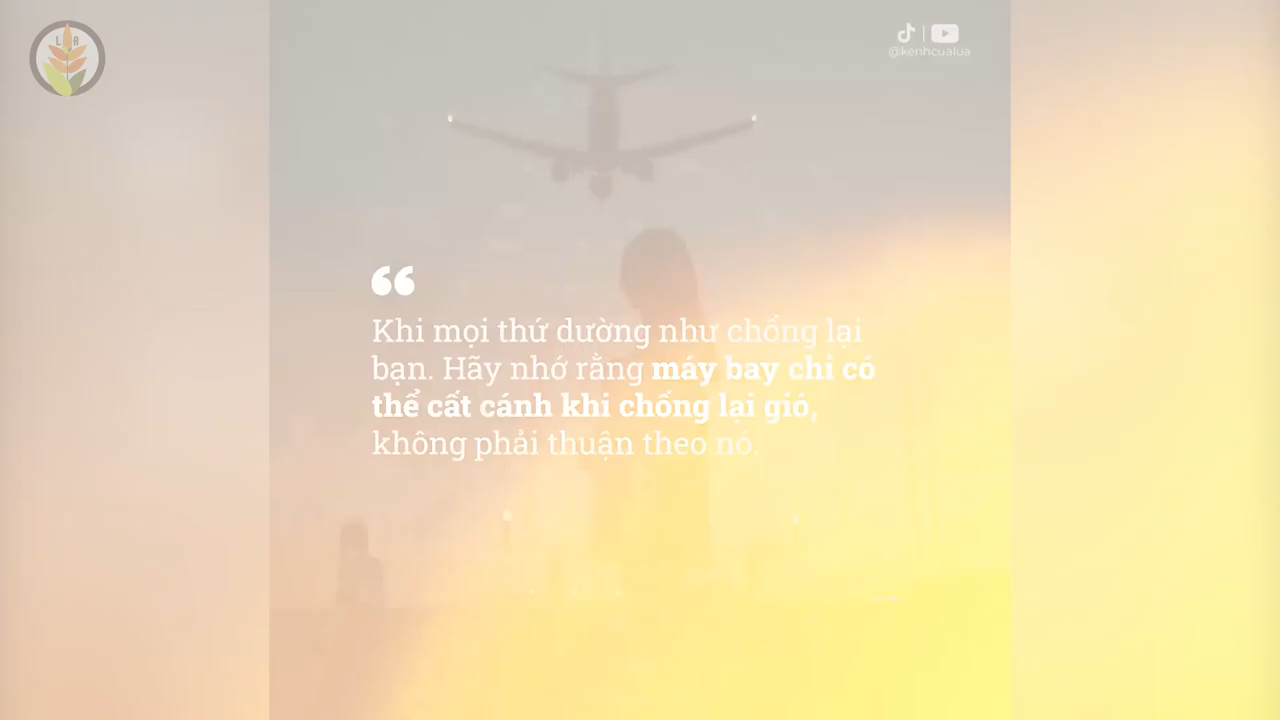 L A
@kenhcualua
Khi mọi thứ dường như chống lại
bạn. Hãy nhớ rằng máy bay chỉ có
thể cất cánh khi chống lại gió,
không phải thuận theo nó.